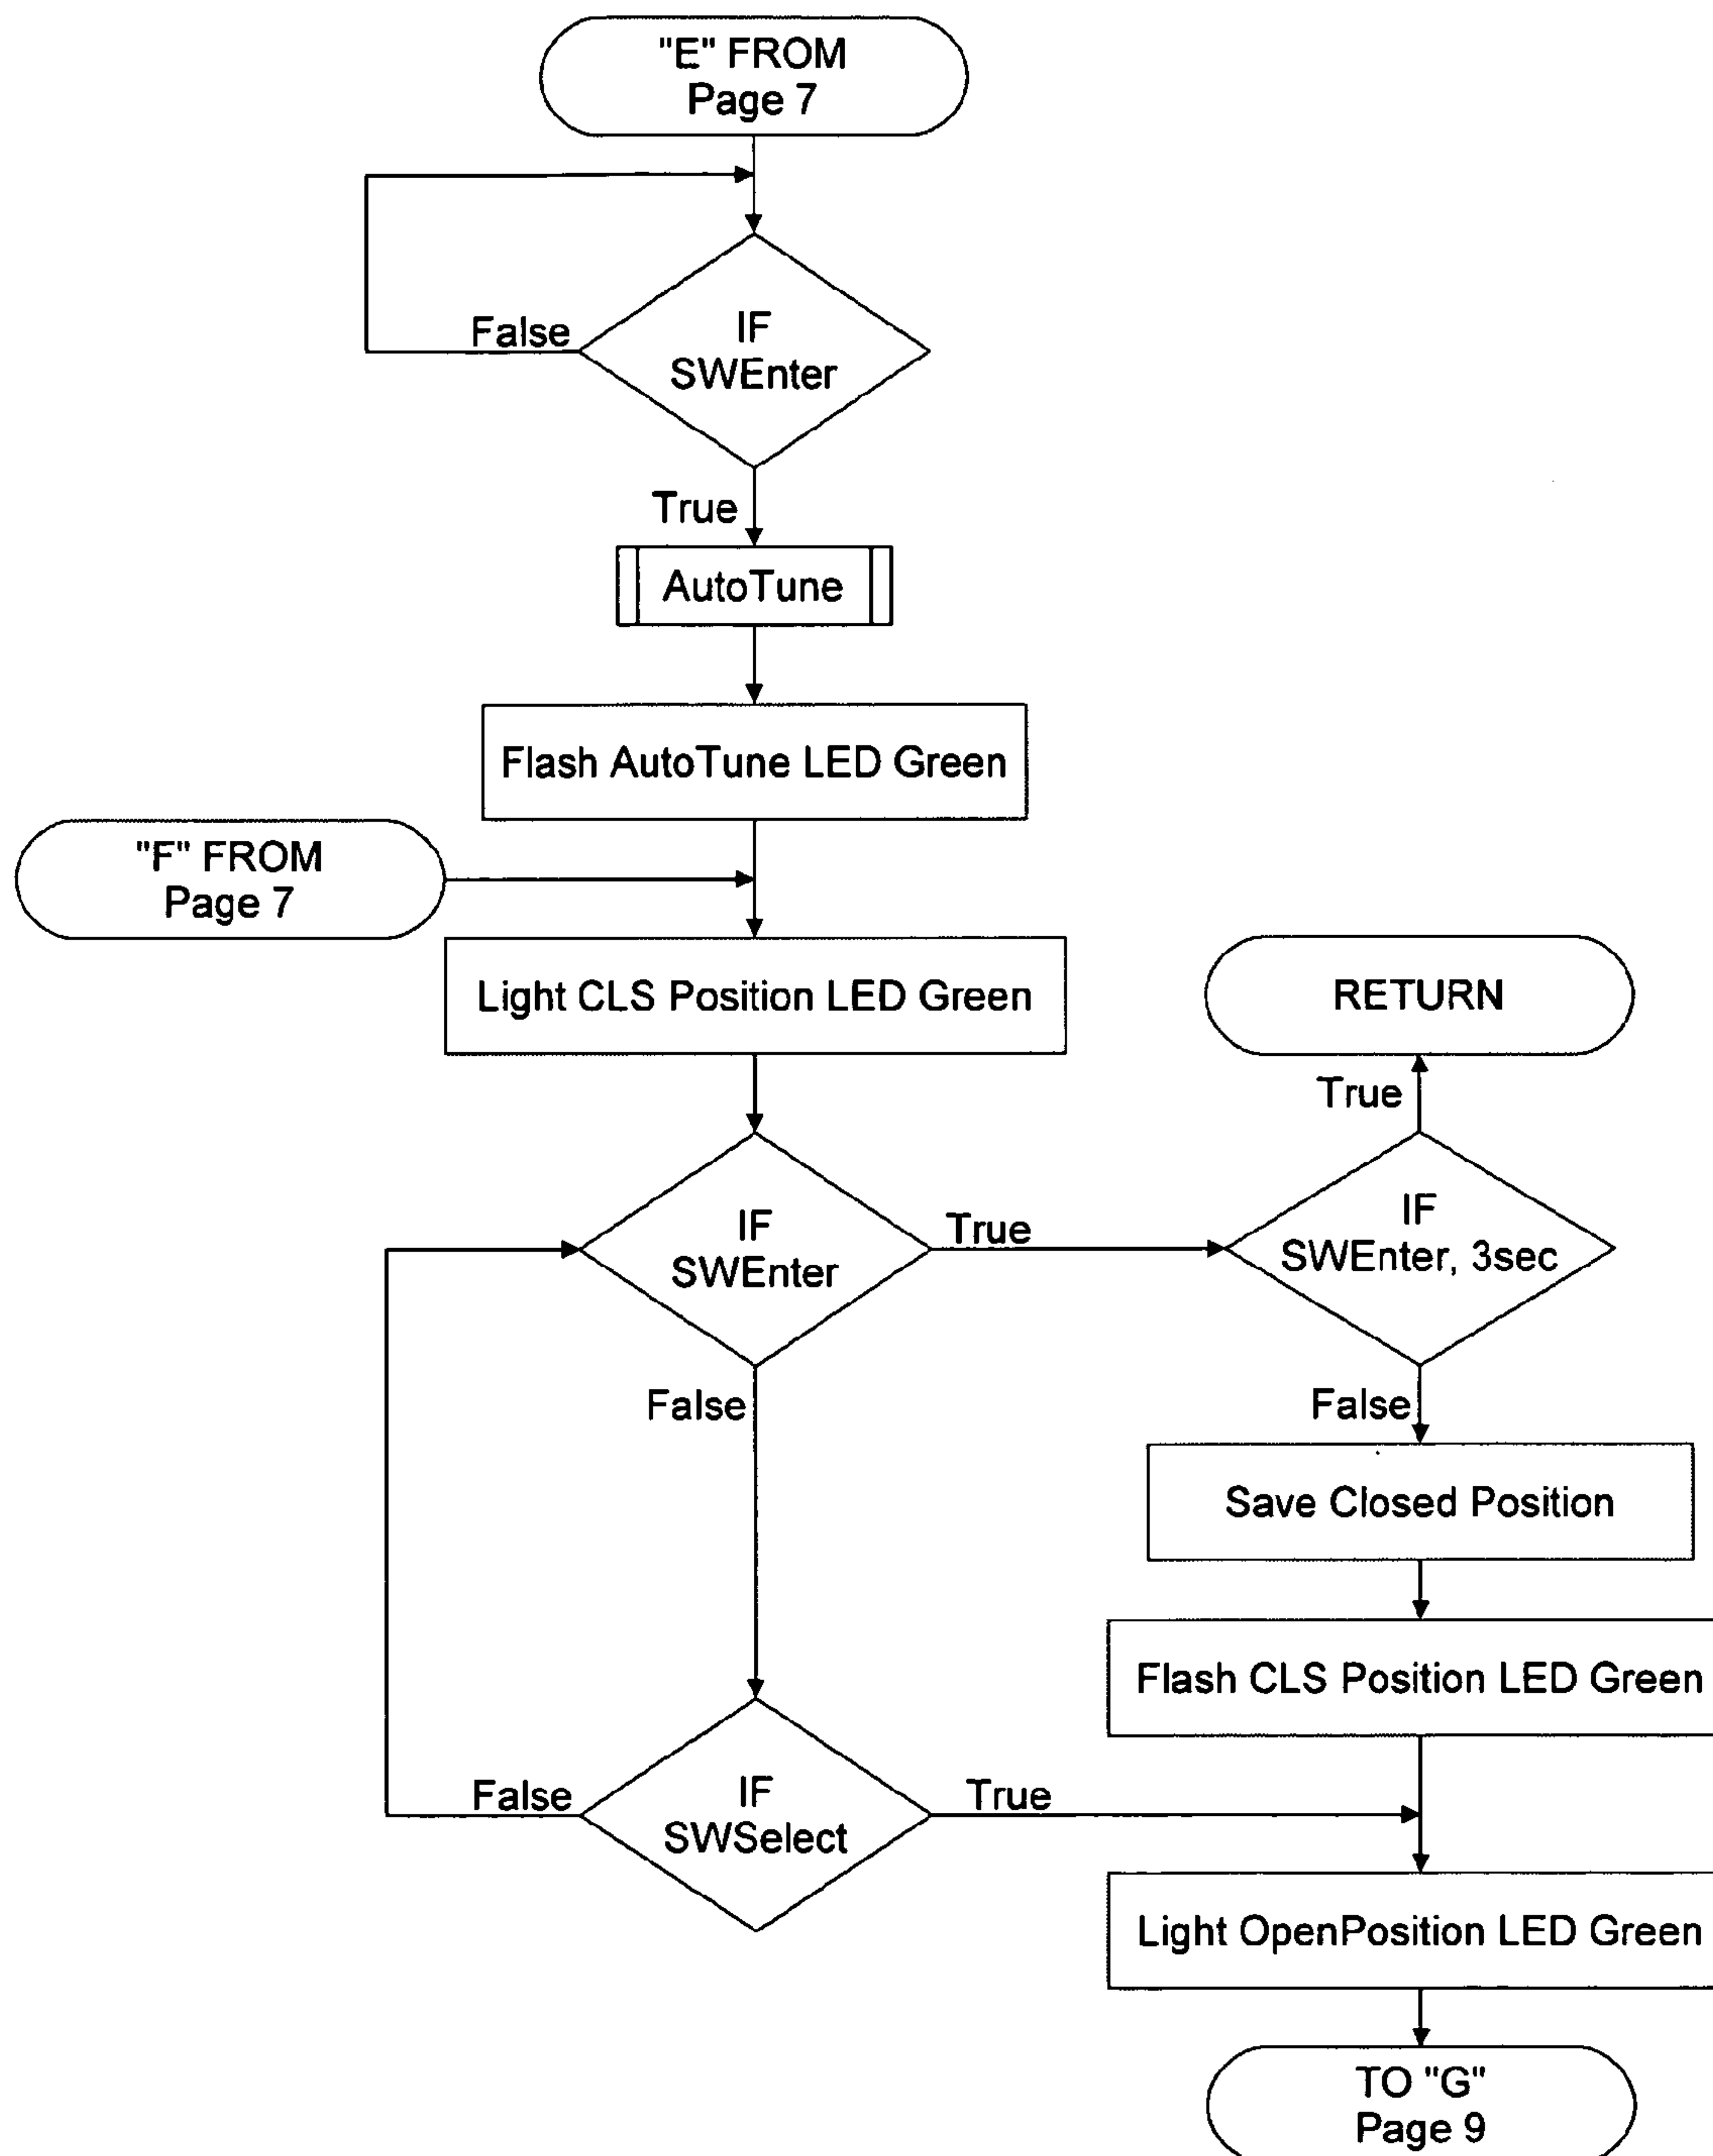 "E" FROM
Page 7
False
IF
SWEnter
True
AutoTune
Flash AutoTune LED Green
"F" FROM
Page 7
Light CLS Position LED Green
RETURN
True
IF
SWEnter
True
IF
SWEnter, 3sec
False
False
Save Closed Position
Flash CLS Position LED Green
False
IF
SWSelect
True
Light OpenPosition LED Green
TO "G"
Page 9